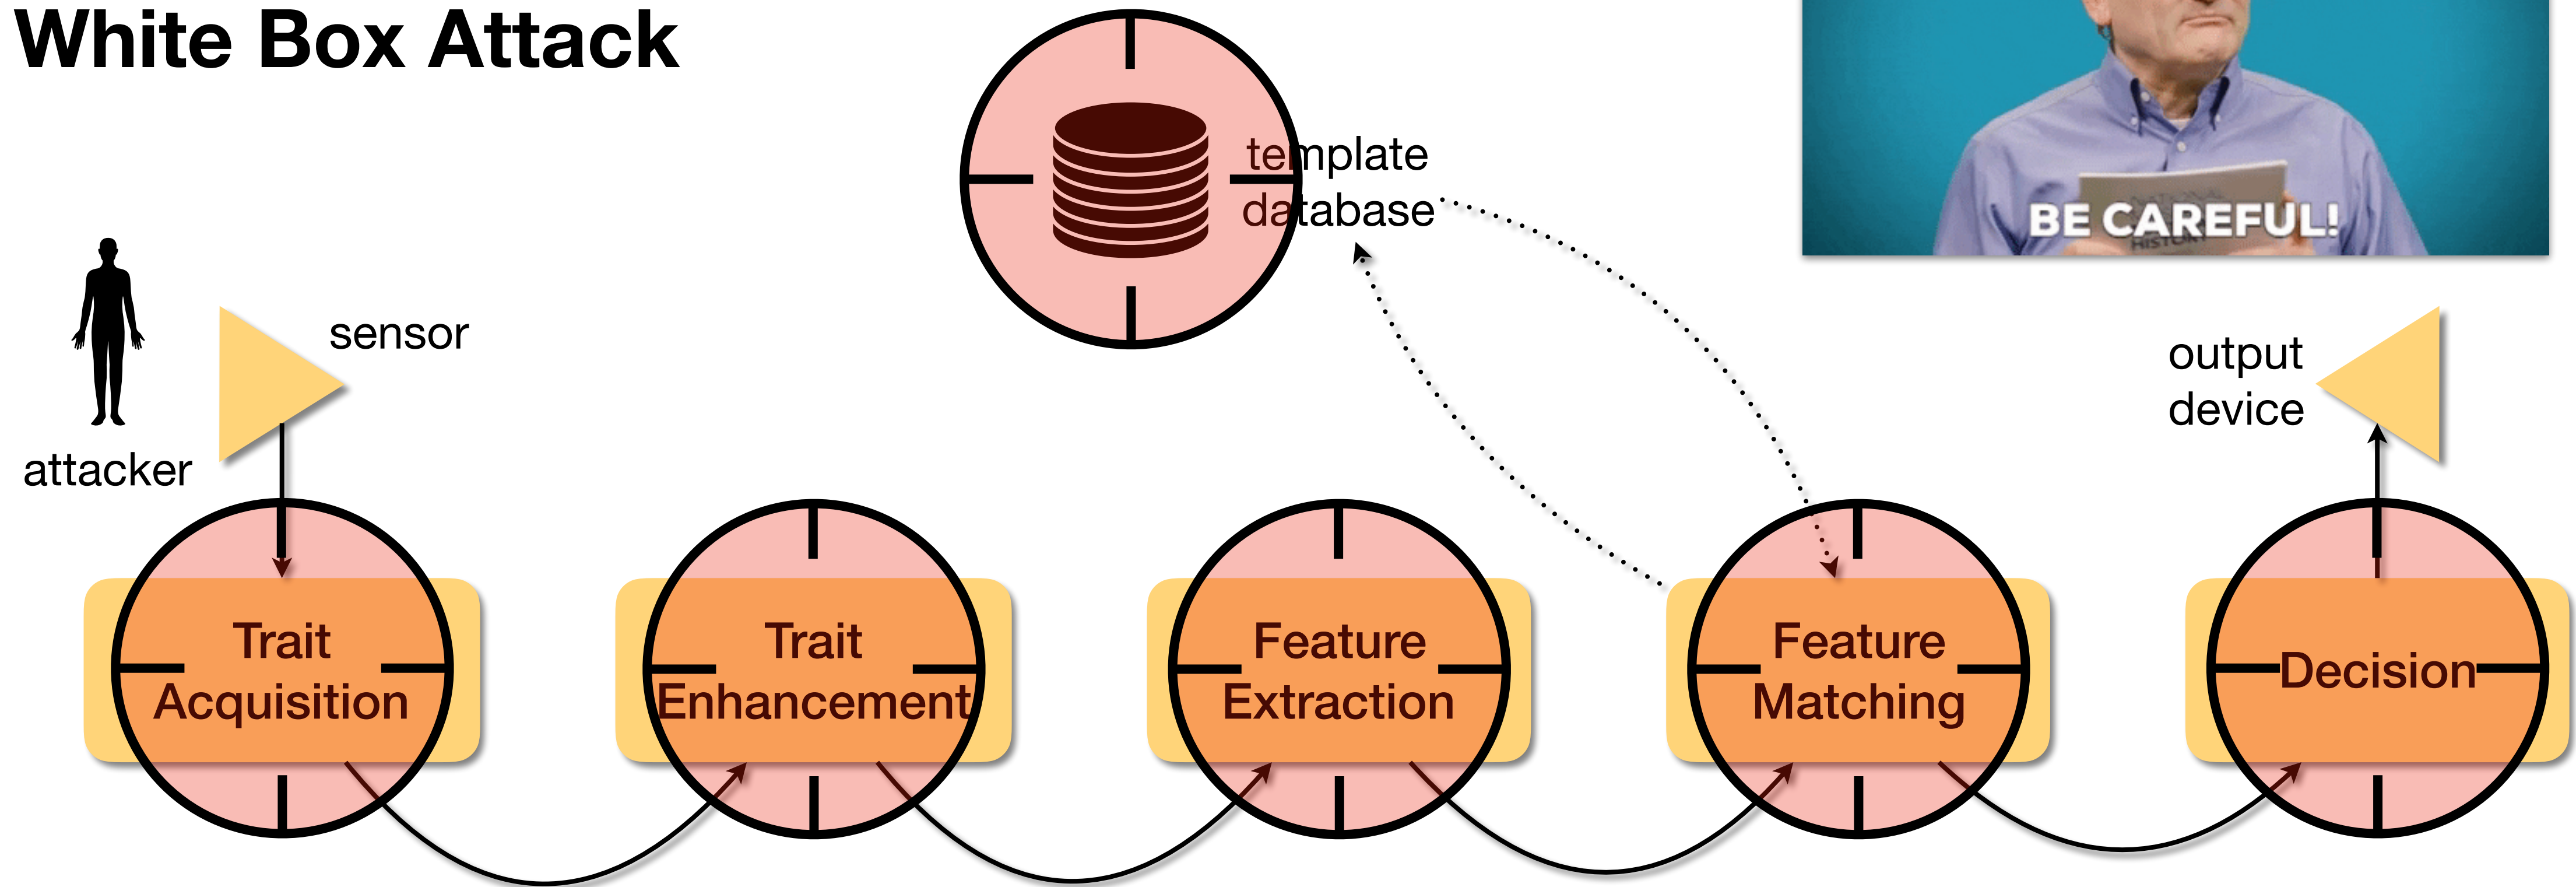 White Box Attack
template
database
BE CAREFUL!
HISTORY
sensor
attacker
output
device
Trait
Acquisition
Trait
Enhancement
Feature
Extraction
Feature
Matching
Decision